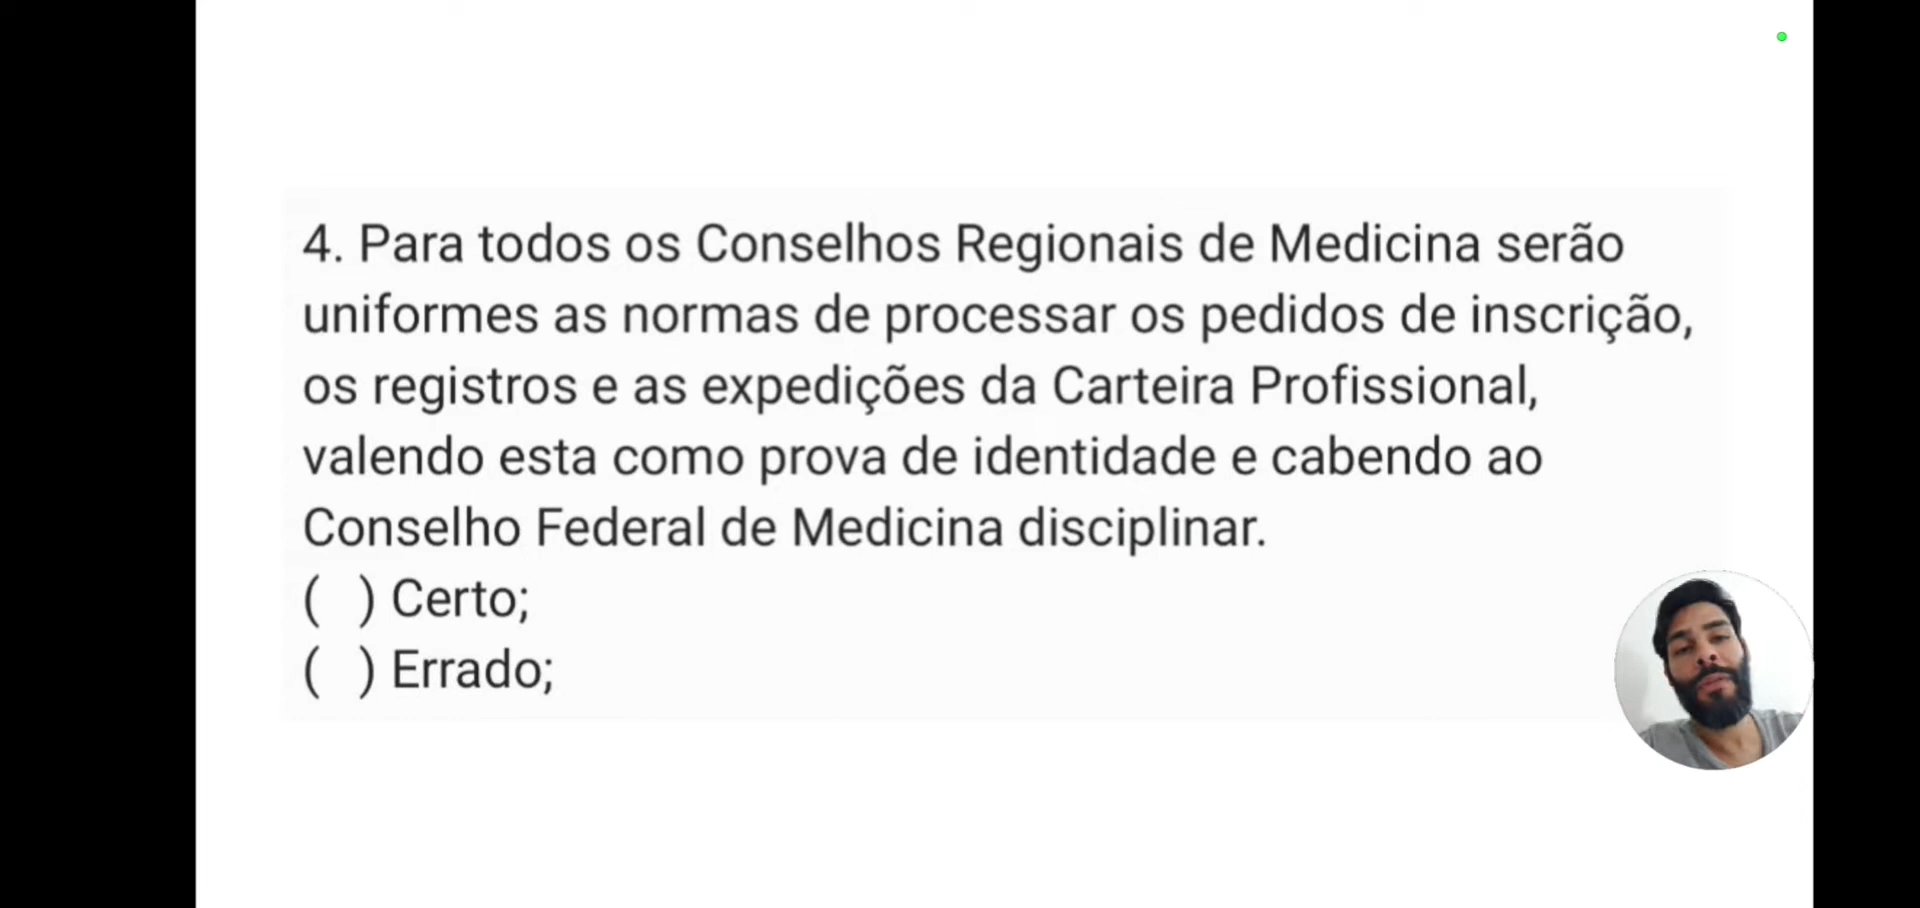 4. Para todos os Conselhos Regionais de Medicina serão
uniformes as normas de processar os pedidos de inscrição,
os registros e as expedições da Carteira Profissional,
valendo esta como prova de identidade e cabendo ao
Conselho Federal de Medicina disciplinar.
(   ) Certo;
(   ) Errado;